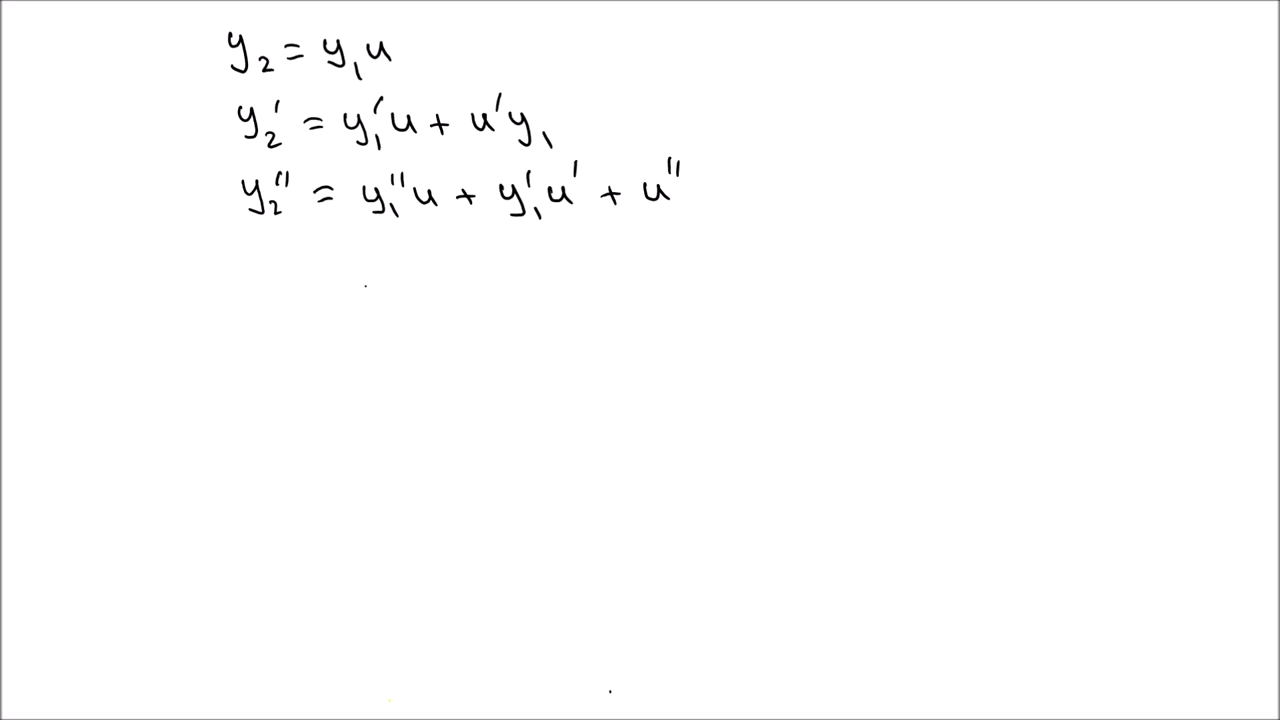 y₂ = y₁u
y₂' = y₁'u + u'y₁
y₂'' = y₁''u + y₁'u' + u''